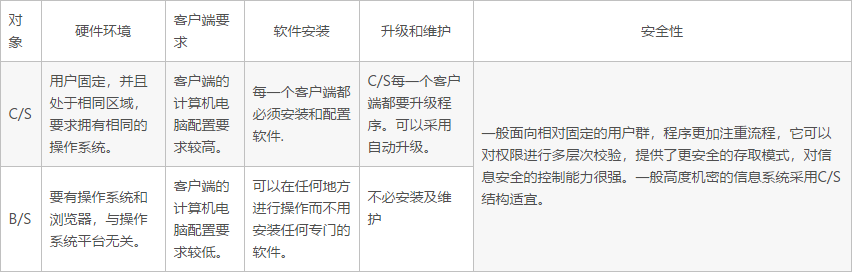 对
象
硬件环境
客户端要
求
软件安装
升级和维护
安全性
C/S
用户固定，并且
处于相同区域，
要求拥有相同的
操作系统。
客户端的
计算机电
脑配置要
求较高。
每一个客户端都
必须安装和配置
软件.
C/S每一个客户
端都要升级程
序。可以采用
自动升级。
一般面向相对固定的用户群，程序更加注重流程，它可以
对权限进行多层次校验，提供了更安全的存取模式，对信
息安全的控制能力很强。一般高度机密的信息系统采用C/S
结构适宜。
B/S
要有操作系统和
浏览器，与操作
系统平台无关。
客户端的
计算机电
脑配置要
求较低。
可以在任何地方
进行操作而不用
安装任何专门的
软件。
不必安装及维
护